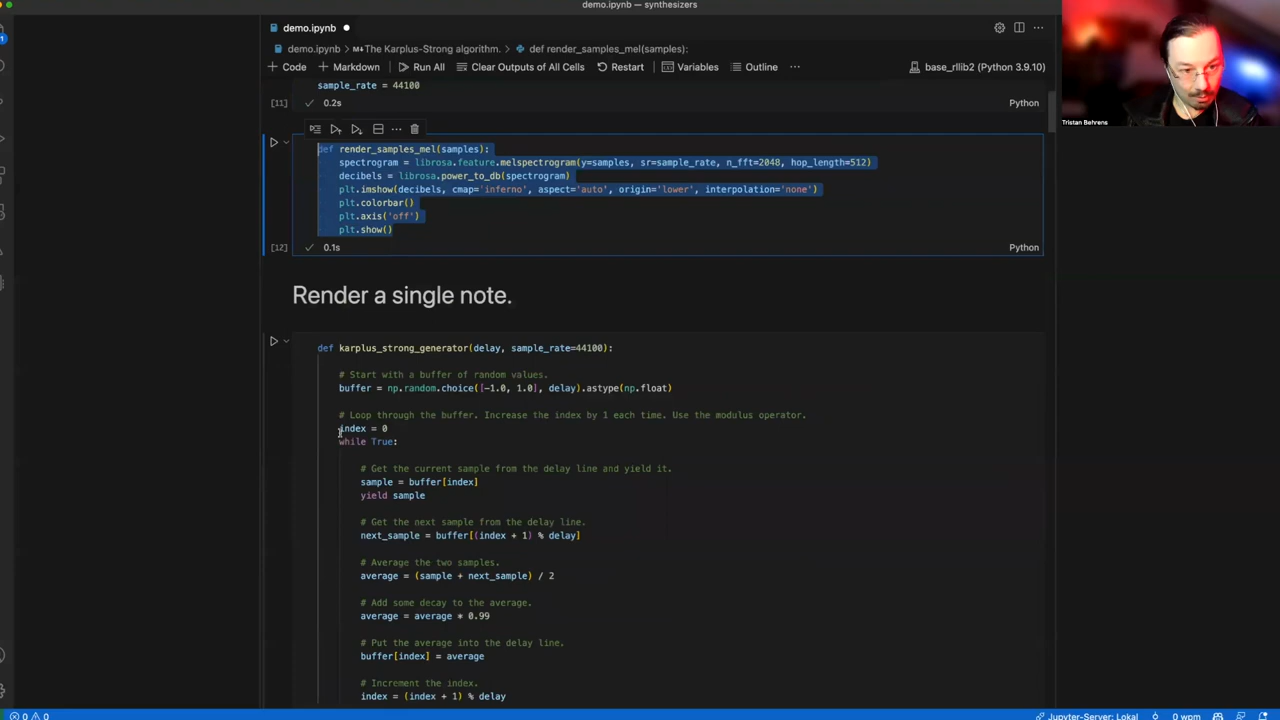 demo.ipynb — synthesizers
demo.ipynb
demo.ipynb > The Karplus-Strong algorithm. > def render_samples_mel(samples):
+ Code + Markdown Run All Clear Outputs of All Cells Restart Variables Outline ... base_rllib2 (Python 3.9.10)
sample_rate = 44100
[11] ✓ 0.2s Python
def render_samples_mel(samples):
spectrogram = librosa.feature.melspectrogram(y=samples, sr=sample_rate, n_fft=2048, hop_length=512)
decibels = librosa.power_to_db(spectrogram)
plt.imshow(decibels, cmap='inferno', aspect='auto', origin='lower', interpolation='none')
plt.colorbar()
plt.axis('off')
plt.show()
[12] ✓ 0.1s Python
Render a single note.
def karplus_strong_generator(delay, sample_rate=44100):
# Start with a buffer of random values.
buffer = np.random.choice([-1.0, 1.0], delay).astype(np.float)
# Loop through the buffer. Increase the index by 1 each time. Use the modulus operator.
index = 0
while True:
# Get the current sample from the delay line and yield it.
sample = buffer[index]
yield sample
# Get the next sample from the delay line.
next_sample = buffer[(index + 1) % delay]
# Average the two samples.
average = (sample + next_sample) / 2
# Add some decay to the average.
average = average * 0.99
# Put the average into the delay line.
buffer[index] = average
# Increment the index.
index = (index + 1) % delay
0 0 Jupyter-Server: Lokal 0 wpm
Tristan Behrens
1